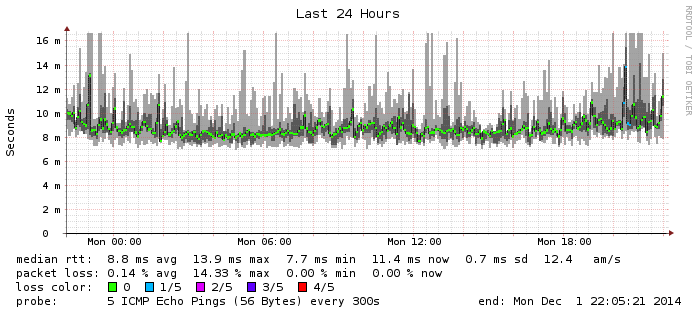 Last 24 Hours
RRDTOOL / TOBI OETIKER
Seconds
16 m
14 m
12 m
10 m
8 m
6 m
4 m
2 m
0
Mon 00:00 Mon 06:00 Mon 12:00 Mon 18:00
median rtt: 8.8 ms avg 13.9 ms max 7.7 ms min 11.4 ms now 0.7 ms sd 12.4 am/s
packet loss: 0.14 % avg 14.33 % max 0.00 % min 0.00 % now
loss color: 0 1/5 2/5 3/5 4/5
probe: 5 ICMP Echo Pings (56 Bytes) every 300s end: Mon Dec 1 22:05:21 2014